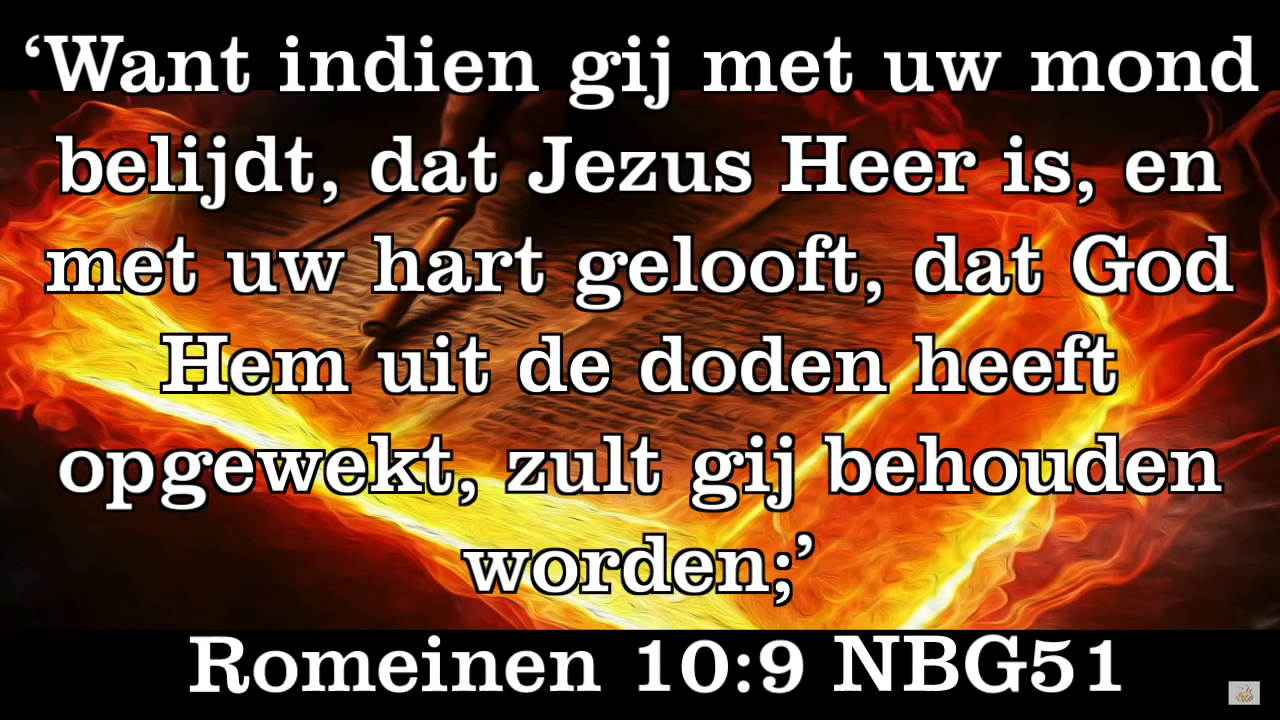 ‘Want indien gij met uw mond
belijdt, dat Jezus Heer is, en
met uw hart gelooft, dat God
Hem uit de doden heeft
opgewekt, zult gij behouden
worden;’
Romeinen 10:9 NBG51